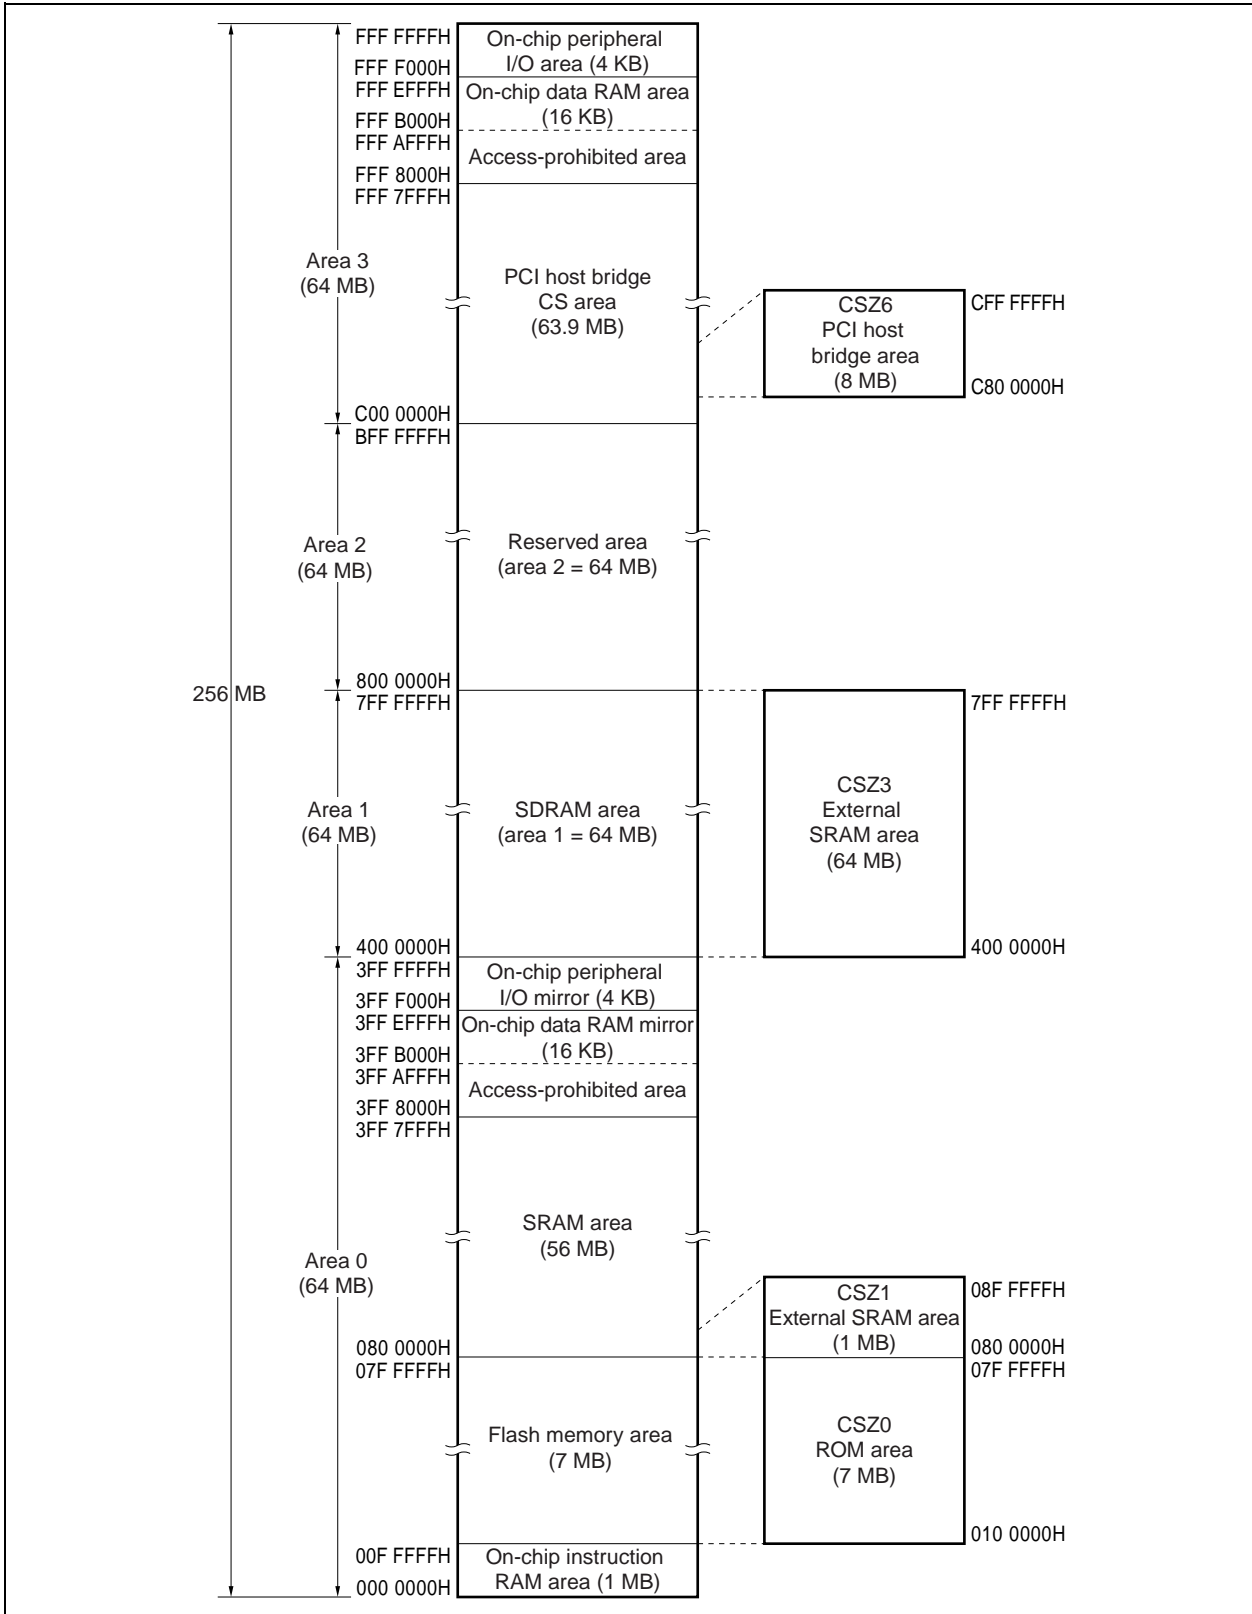 FFF FFFFH
On-chip peripheral
I/O area (4 KB)
FFF F000H
FFF EFFFH
On-chip data RAM area
(16 KB)
FFF B000H
FFF AFFFH
Access-prohibited area
FFF 8000H
FFF 7FFFH
Area 3
(64 MB)
PCI host bridge
CS area
(63.9 MB)
CSZ6
PCI host
bridge area
(8 MB)
CFF FFFFH
C80 0000H
C00 0000H
BFF FFFFH
Area 2
(64 MB)
Reserved area
(area 2 = 64 MB)
256 MB
800 0000H
7FF FFFFH
7FF FFFFH
Area 1
(64 MB)
SDRAM area
(area 1 = 64 MB)
CSZ3
External
SRAM area
(64 MB)
400 0000H
400 0000H
3FF FFFFH
On-chip peripheral
I/O mirror (4 KB)
3FF F000H
3FF EFFFH
On-chip data RAM mirror
(16 KB)
3FF B000H
3FF AFFFH
Access-prohibited area
3FF 8000H
3FF 7FFFH
Area 0
(64 MB)
SRAM area
(56 MB)
CSZ1
External SRAM area
(1 MB)
08F FFFFH
080 0000H
080 0000H
07F FFFFH
07F FFFFH
Flash memory area
(7 MB)
CSZ0
ROM area
(7 MB)
010 0000H
00F FFFFH
On-chip instruction
RAM area (1 MB)
000 0000H